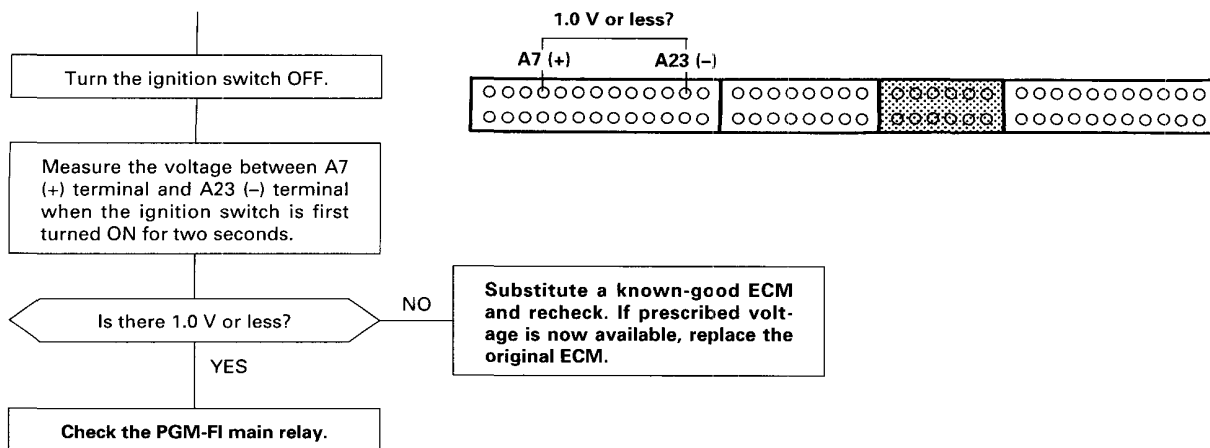 Turn the ignition switch OFF.
Measure the voltage between A7
(+) terminal and A23 (–) terminal
when the ignition switch is first
turned ON for two seconds.
Is there 1.0 V or less?
NO
Substitute a known-good ECM
and recheck. If prescribed volt-
age is now available, replace the
original ECM.
YES
Check the PGM-FI main relay.
1.0 V or less?
A7 (+) A23 (–)